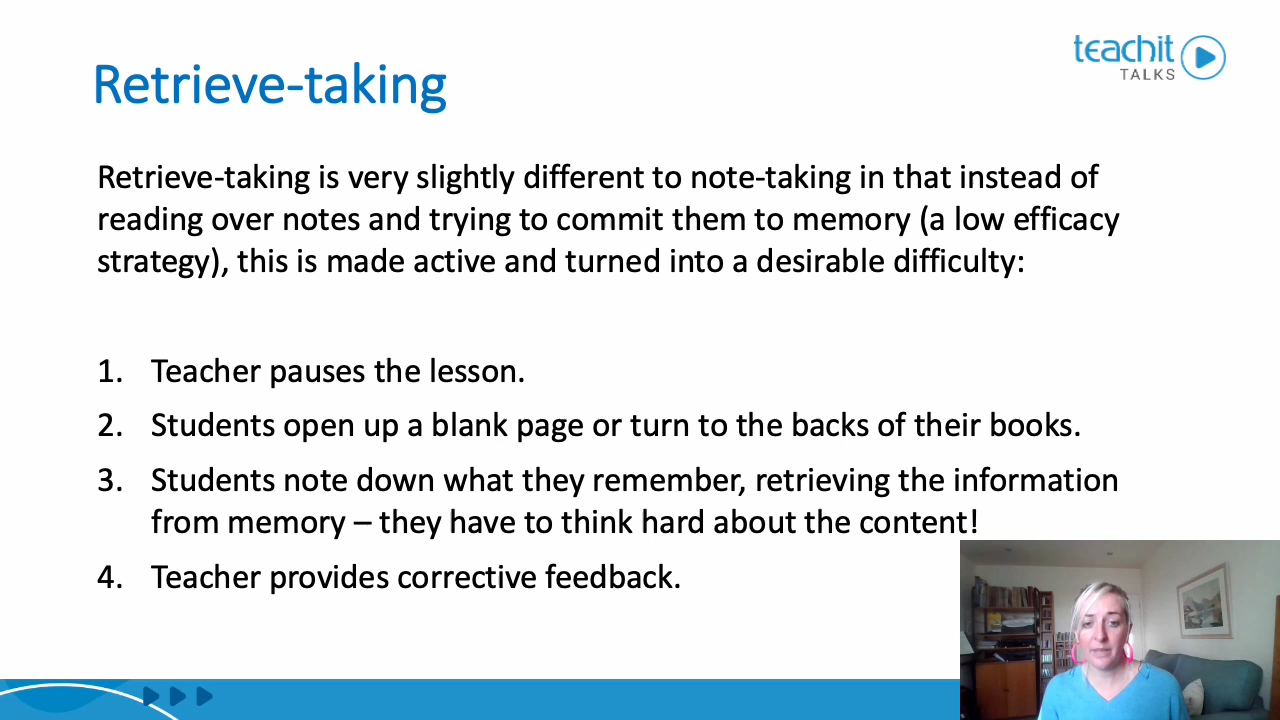 teachit
TALKS
Retrieve-taking
Retrieve-taking is very slightly different to note-taking in that instead of
reading over notes and trying to commit them to memory (a low efficacy
strategy), this is made active and turned into a desirable difficulty:
1. Teacher pauses the lesson.
2. Students open up a blank page or turn to the backs of their books.
3. Students note down what they remember, retrieving the information
from memory – they have to think hard about the content!
4. Teacher provides corrective feedback.